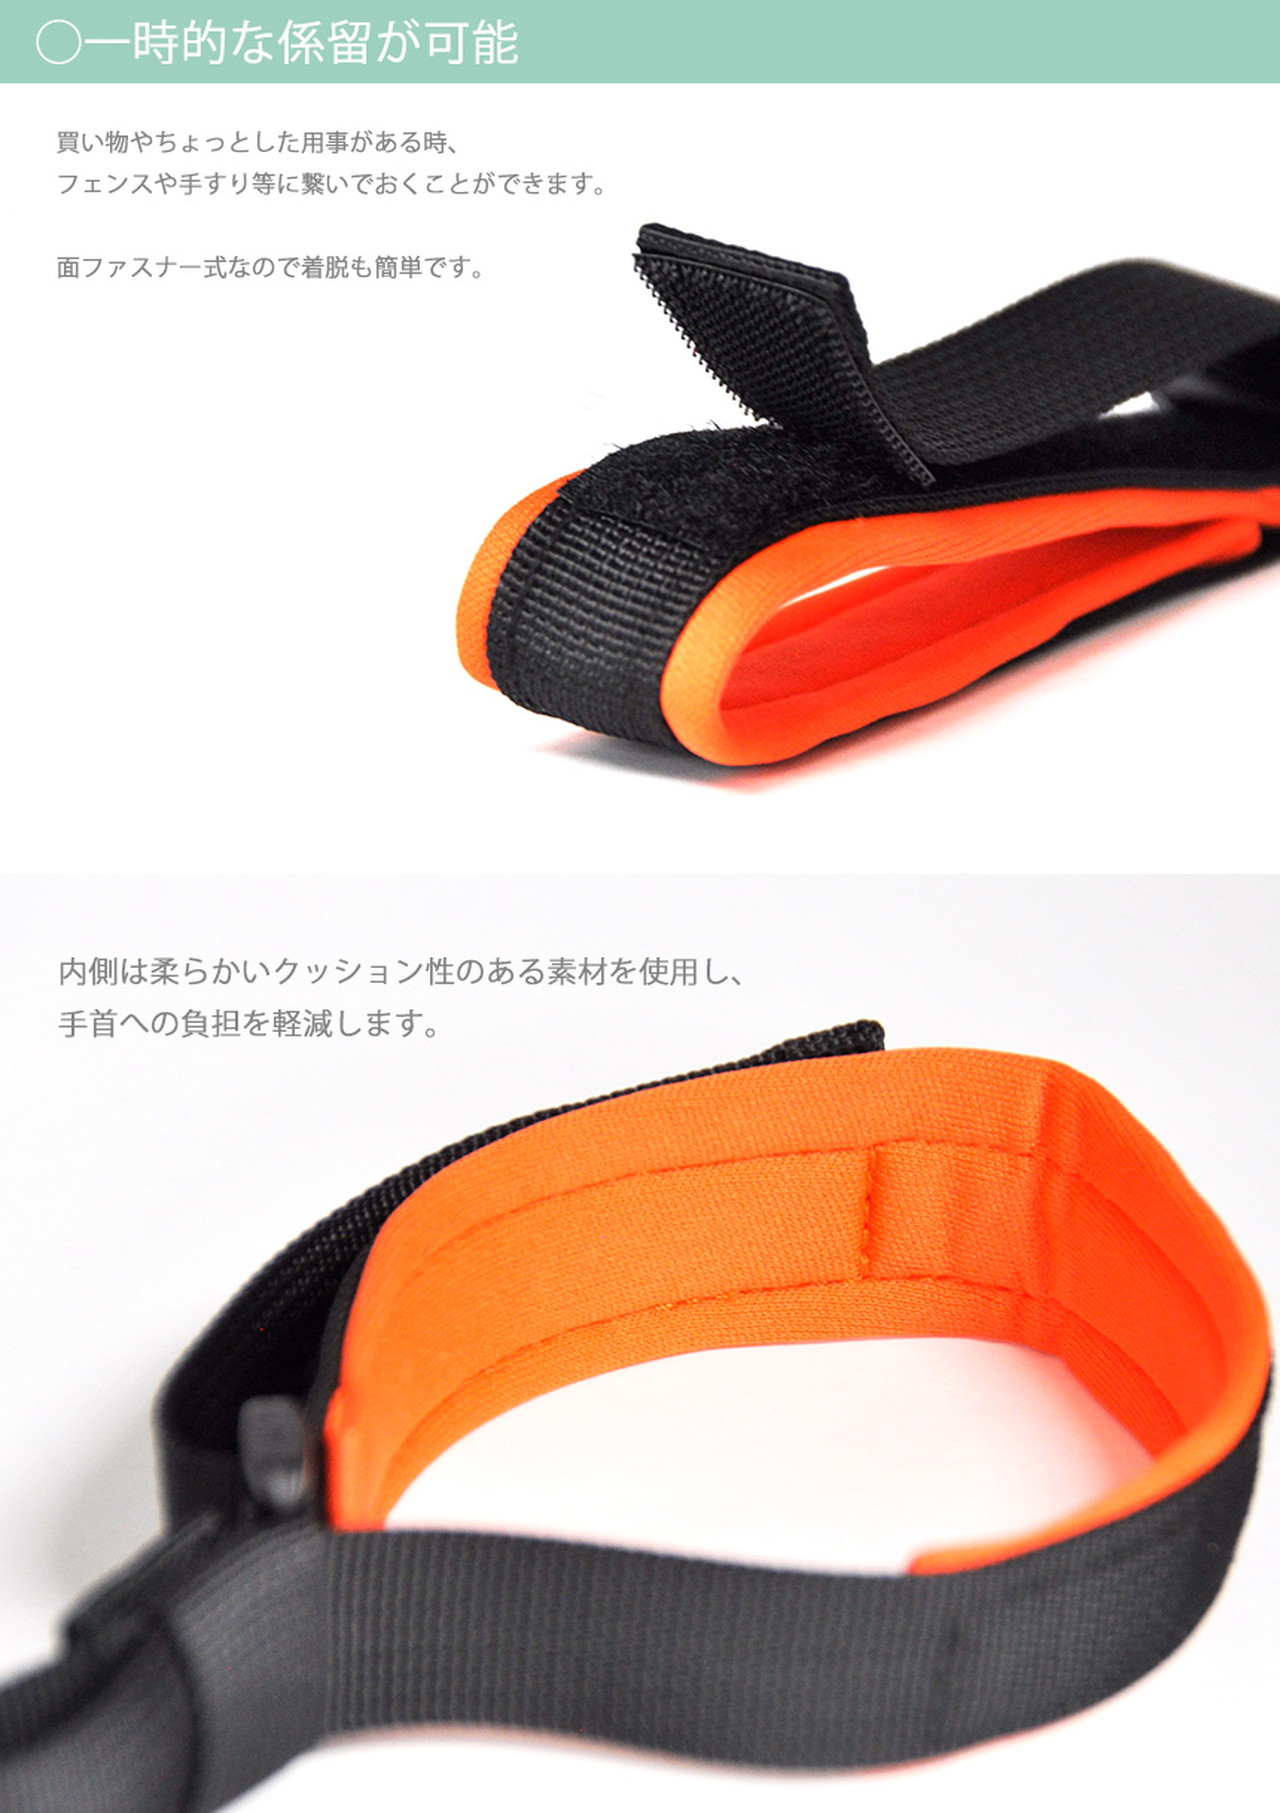 ○一時的な係留が可能
買い物やちょっとした用事がある時、
フェンスや手すり等に繋いでおくことができます。
面ファスナー式なので着脱も簡単です。
内側は柔らかいクッション性のある素材を使用し、
手首への負担を軽減します。